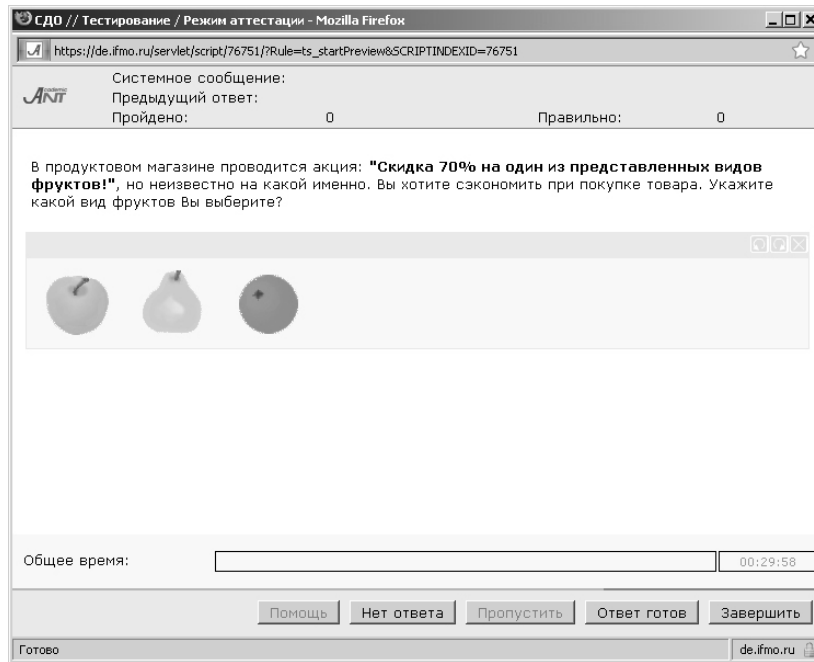 СДО // Тестирование / Режим аттестации - Mozilla Firefox
https://de.ifmo.ru/servlet/script/76751/?Rule=ts_startPreview&SCRIPTINDEXID=76751
Academic
ANT
Системное сообщение:
Предыдущий ответ:
Пройдено: 0 Правильно: 0
В продуктовом магазине проводится акция: "Скидка 70% на один из представленных видов
фруктов!", но неизвестно на какой именно. Вы хотите сэкономить при покупке товара. Укажите
какой вид фруктов Вы выберите?
Общее время: 00:29:58
Помощь Нет ответа Пропустить Ответ готов Завершить
Готово de.ifmo.ru